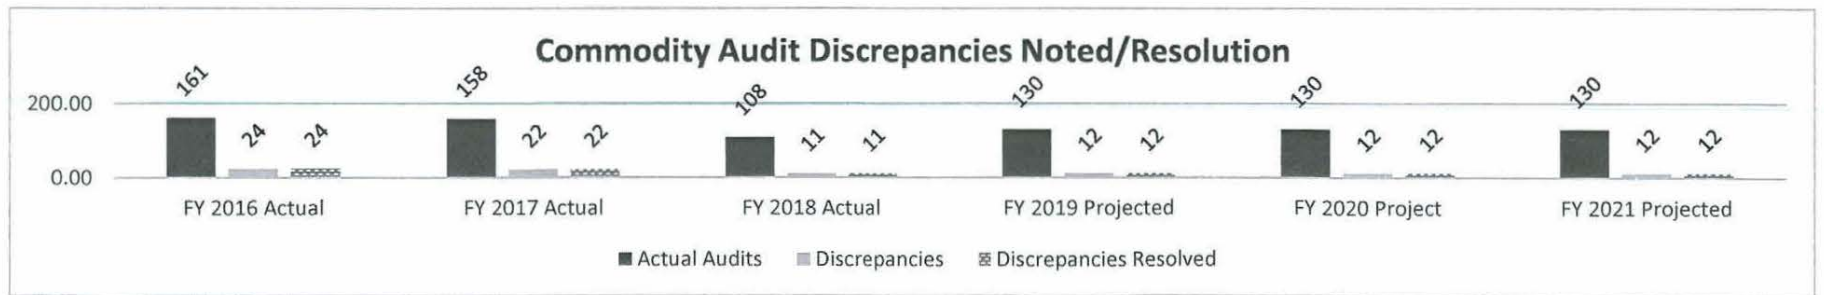 Commodity Audit Discrepancies Noted/Resolution
161
24
24
158
22
22
108
11
11
130
12
12
130
12
12
130
12
12
200.00
0.00
FY 2016 Actual
FY 2017 Actual
FY 2018 Actual
FY 2019 Projected
FY 2020 Project
FY 2021 Projected
Actual Audits
Discrepancies
Discrepancies Resolved